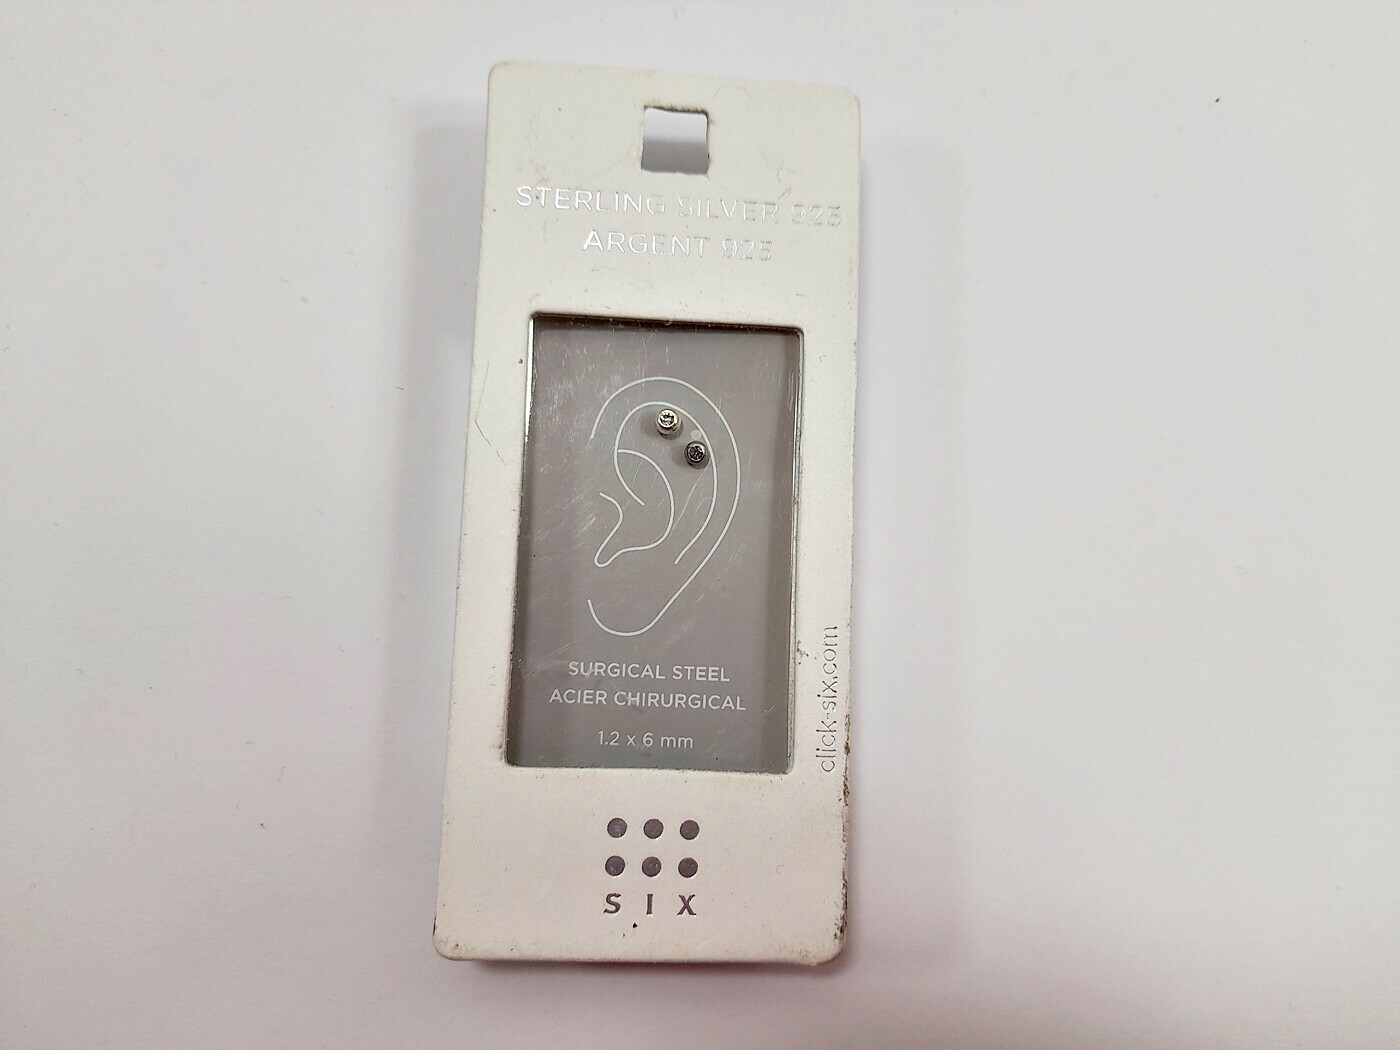 STERLING SILVER 925
ARGENT 925
SURGICAL STEEL
ACIER CHIRURGICAL
1.2 x 6 mm
click-six.com
SIX